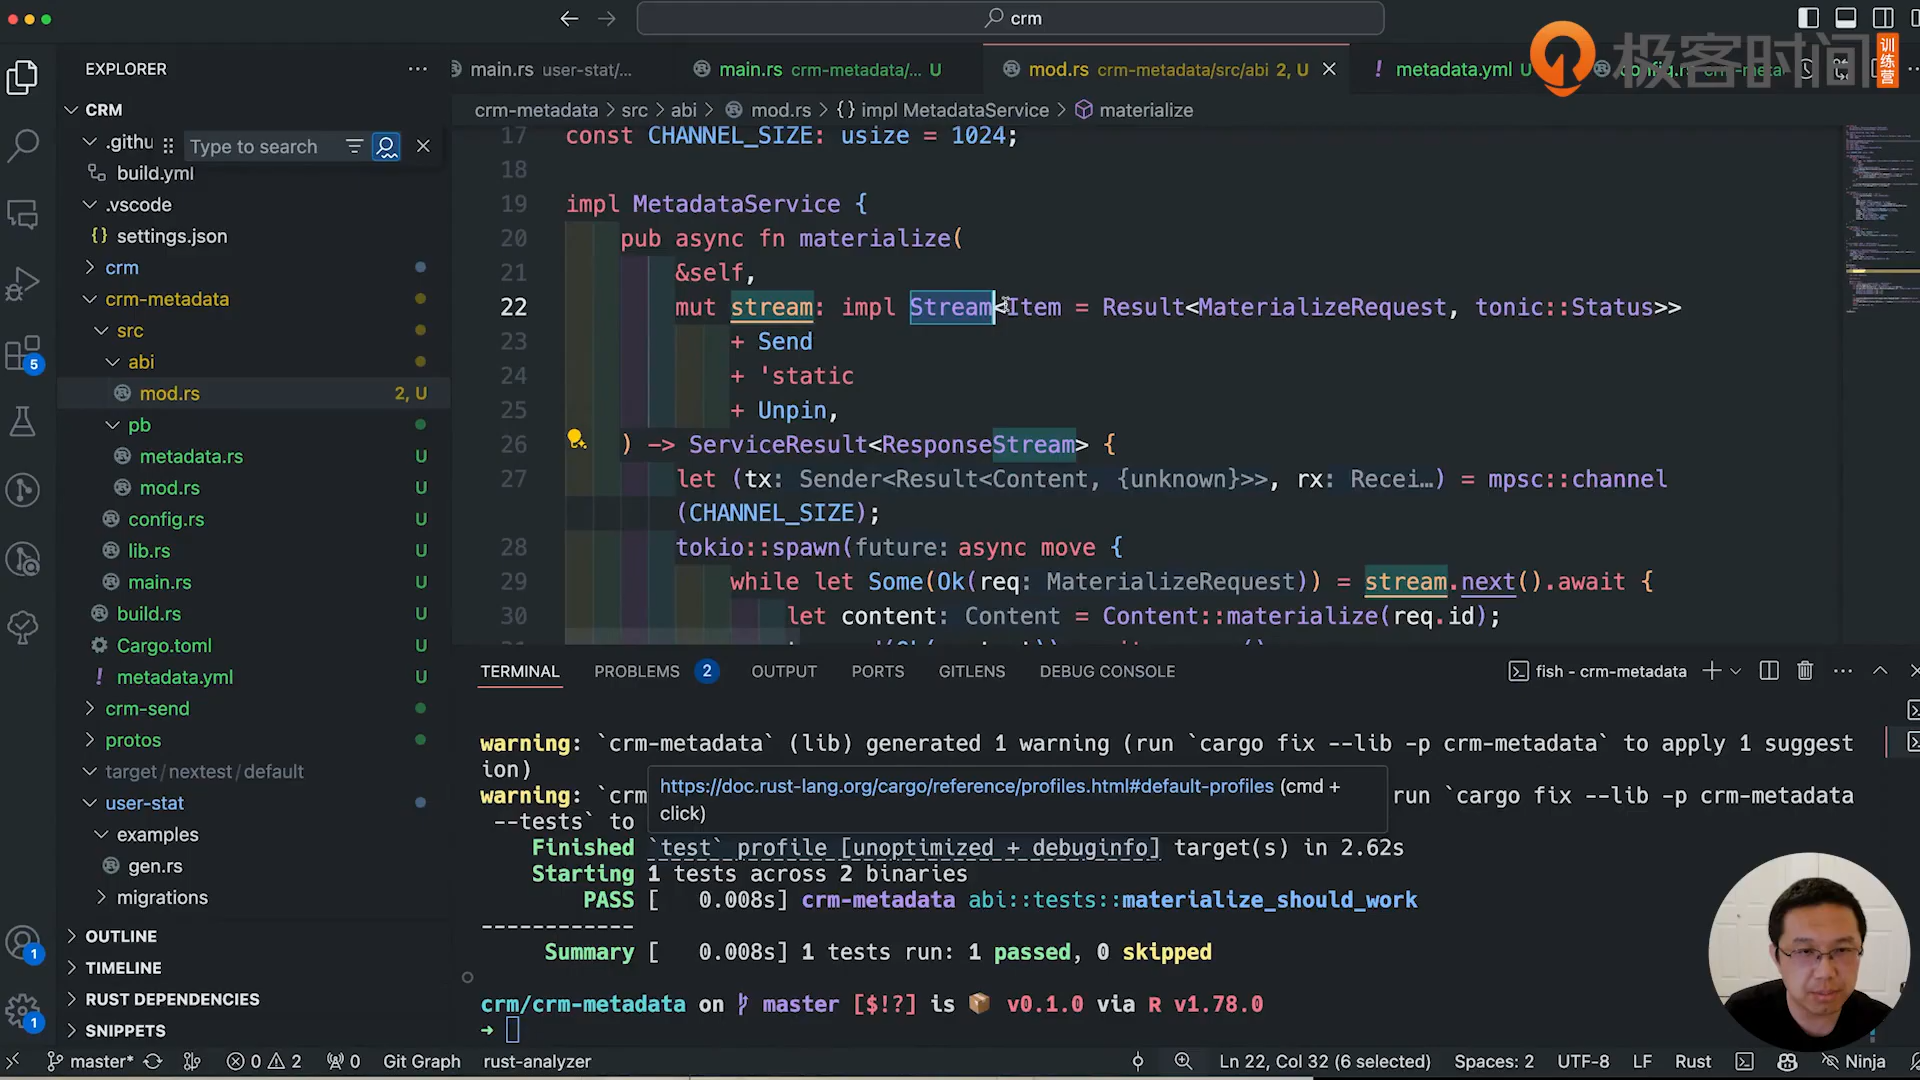 crm
EXPLORER
main.rs user-stat/...
main.rs crm-metadata/... U
mod.rs crm-metadata/src/abi 2, U
metadata.yml U
极客时间
训练营
CRM
crm-metadata > src > abi > mod.rs > {} impl MetadataService > materialize
.githu
Type to search
build.yml
.vscode
settings.json
crm
crm-metadata
src
abi
mod.rs 2, U
pb
metadata.rs U
mod.rs U
config.rs U
lib.rs U
main.rs U
build.rs U
Cargo.toml U
metadata.yml U
crm-send
protos
target/nextest/default
user-stat
examples
gen.rs
migrations
OUTLINE
TIMELINE
RUST DEPENDENCIES
SNIPPETS
17 const CHANNEL_SIZE: usize = 1024;
18
19 impl MetadataService {
20 pub async fn materialize(
21 &self,
22 mut stream: impl Stream<Item = Result<MaterializeRequest, tonic::Status>>
23 + Send
24 + 'static
25 + Unpin,
26 ) -> ServiceResult<ResponseStream> {
27 let (tx: Sender<Result<Content, {unknown}>>, rx: Recei…) = mpsc::channel
(CHANNEL_SIZE);
28 tokio::spawn(future: async move {
29 while let Some(Ok(req: MaterializeRequest)) = stream.next().await {
30 let content: Content = Content::materialize(req.id);
TERMINAL PROBLEMS 2 OUTPUT PORTS GITLENS DEBUG CONSOLE
fish - crm-metadata
warning: `crm-metadata` (lib) generated 1 warning (run `cargo fix --lib -p crm-metadata` to apply 1 suggest
ion)
https://doc.rust-lang.org/cargo/reference/profiles.html#default-profiles (cmd +
click)
warning: `crm run `cargo fix --lib -p crm-metadata
--tests` to
Finished `test` profile [unoptimized + debuginfo] target(s) in 2.62s
Starting 1 tests across 2 binaries
PASS [ 0.008s] crm-metadata abi::tests::materialize_should_work
------------
Summary [ 0.008s] 1 tests run: 1 passed, 0 skipped
crm/crm-metadata on master [$!?] is 📦 v0.1.0 via R v1.78.0
→
5
1
1
master* 0 2 0 Git Graph rust-analyzer
Ln 22, Col 32 (6 selected) Spaces: 2 UTF-8 LF Rust Ninja